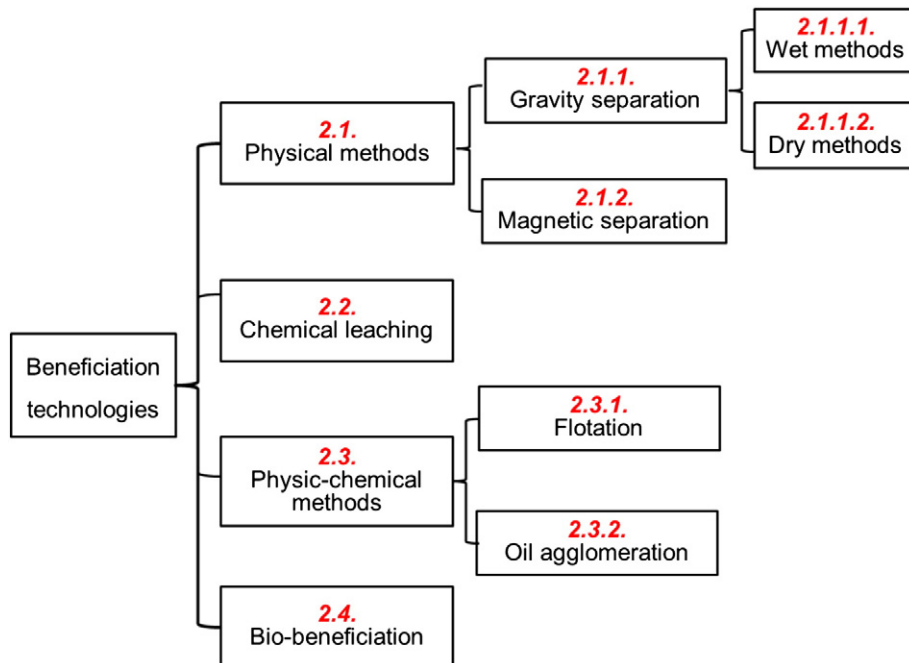 Beneficiation
technologies
2.1.
Physical methods
2.1.1.
Gravity separation
2.1.1.1.
Wet methods
2.1.1.2.
Dry methods
2.1.2.
Magnetic separation
2.2.
Chemical leaching
2.3.
Physic-chemical
methods
2.3.1.
Flotation
2.3.2.
Oil agglomeration
2.4.
Bio-beneficiation